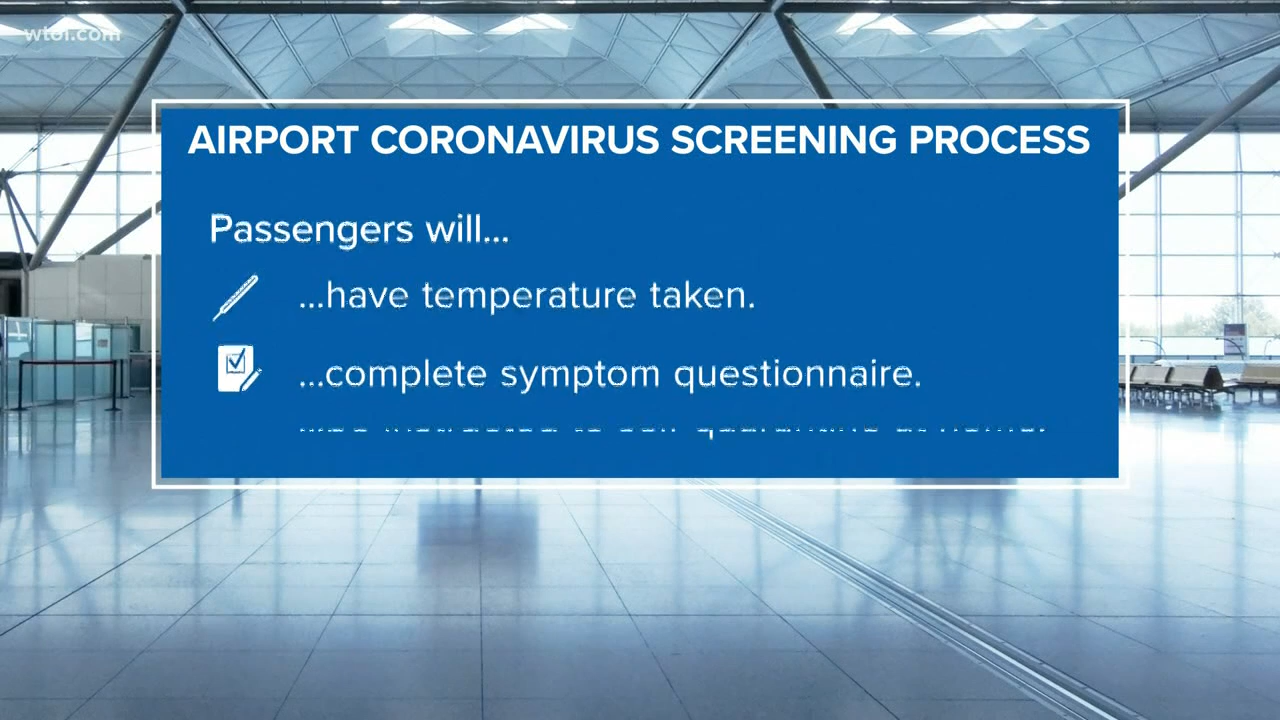 wtol.com
AIRPORT CORONAVIRUS SCREENING PROCESS
Passengers will...
...have temperature taken.
...complete symptom questionnaire.